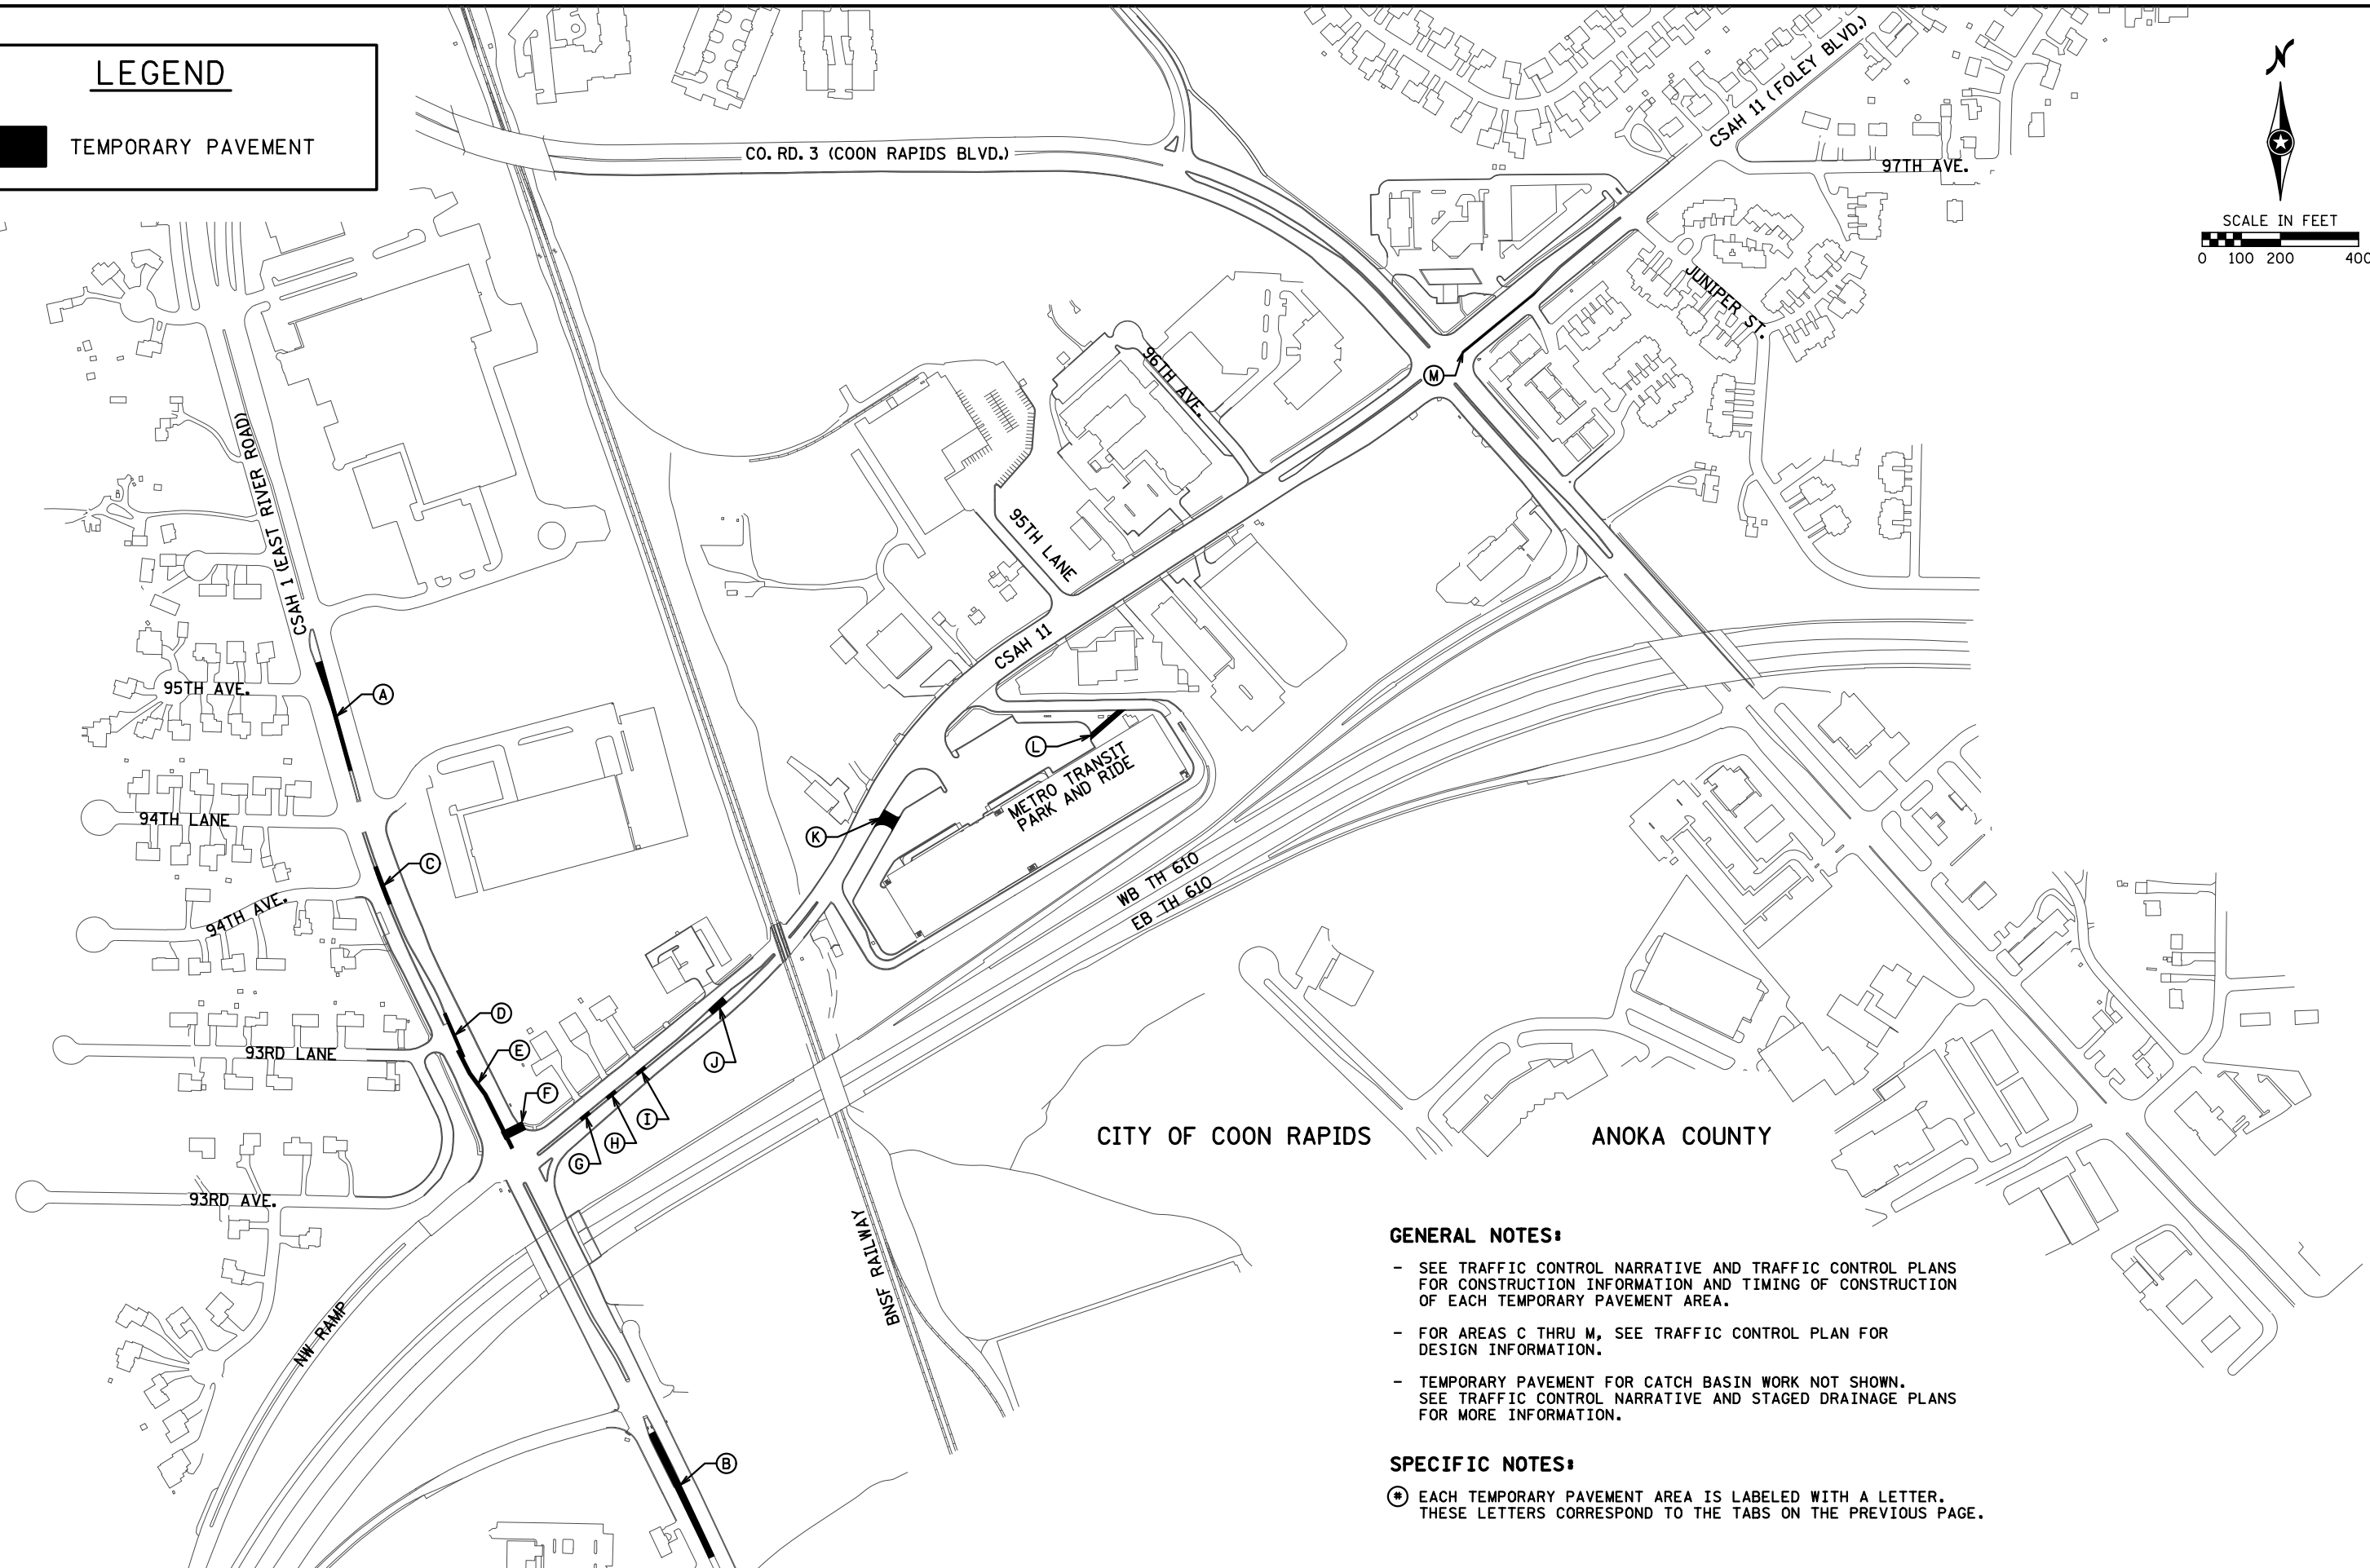 LEGEND
TEMPORARY PAVEMENT
CO. RD. 3 (COON RAPIDS BLVD.)
CSAH 11 (FOLEY BLVD.)
97TH AVE.
N
SCALE IN FEET
0 100 200 400
JUNIPER ST.
96TH AVE.
M
CSAH 1 (EAST RIVER ROAD)
95TH LANE
CSAH 11
95TH AVE.
A
L
METRO TRANSIT
PARK AND RIDE
94TH LANE
K
C
WB TH 610
EB TH 610
94TH AVE.
D
93RD LANE
E
J
F
I
H
G
CITY OF COON RAPIDS
ANOKA COUNTY
93RD AVE.
BNSF RAILWAY
NW RAMP
B
GENERAL NOTES:
- SEE TRAFFIC CONTROL NARRATIVE AND TRAFFIC CONTROL PLANS
FOR CONSTRUCTION INFORMATION AND TIMING OF CONSTRUCTION
OF EACH TEMPORARY PAVEMENT AREA.
- FOR AREAS C THRU M, SEE TRAFFIC CONTROL PLAN FOR
DESIGN INFORMATION.
- TEMPORARY PAVEMENT FOR CATCH BASIN WORK NOT SHOWN.
SEE TRAFFIC CONTROL NARRATIVE AND STAGED DRAINAGE PLANS
FOR MORE INFORMATION.
SPECIFIC NOTES:
# EACH TEMPORARY PAVEMENT AREA IS LABELED WITH A LETTER.
THESE LETTERS CORRESPOND TO THE TABS ON THE PREVIOUS PAGE.